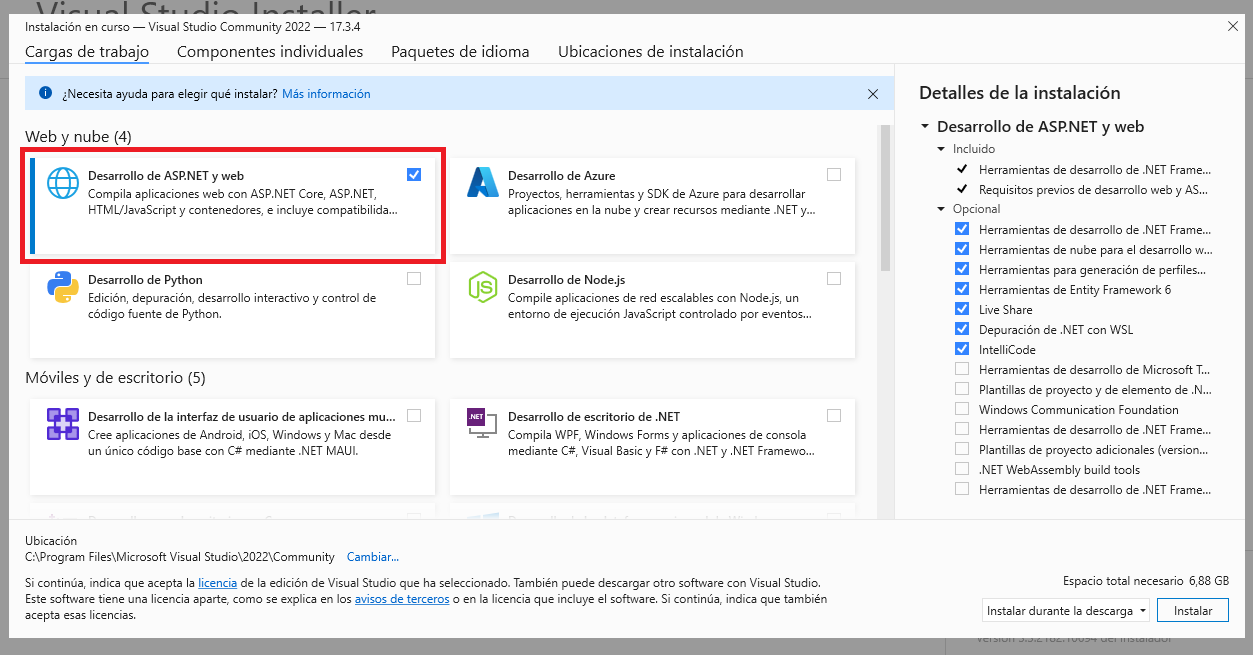 Visual Studio Installer
Instalación en curso — Visual Studio Community 2022 — 17.3.4
Cargas de trabajo
Componentes individuales
Paquetes de idioma
Ubicaciones de instalación
¿Necesita ayuda para elegir qué instalar? Más información
Web y nube (4)
Desarrollo de ASP.NET y web
Compila aplicaciones web con ASP.NET Core, ASP.NET,
HTML/JavaScript y contenedores, e incluye compatibilida...
Desarrollo de Azure
Proyectos, herramientas y SDK de Azure para desarrollar
aplicaciones en la nube y crear recursos mediante .NET y...
Desarrollo de Python
Edición, depuración, desarrollo interactivo y control de
código fuente de Python.
JS
Desarrollo de Node.js
Compile aplicaciones de red escalables con Node.js, un
entorno de ejecución JavaScript controlado por eventos...
Móviles y de escritorio (5)
Desarrollo de la interfaz de usuario de aplicaciones mu...
Cree aplicaciones de Android, iOS, Windows y Mac desde
un único código base con C# mediante .NET MAUI.
.NET
Desarrollo de escritorio de .NET
Compila WPF, Windows Forms y aplicaciones de consola
mediante C#, Visual Basic y F# con .NET y .NET Framewo...
Detalles de la instalación
Desarrollo de ASP.NET y web
Incluido
Herramientas de desarrollo de .NET Frame...
Requisitos previos de desarrollo web y AS...
Opcional
Herramientas de desarrollo de .NET Frame...
Herramientas de nube para el desarrollo w...
Herramientas para generación de perfiles...
Herramientas de Entity Framework 6
Live Share
Depuración de .NET con WSL
IntelliCode
Herramientas de desarrollo de Microsoft T...
Plantillas de proyecto y de elemento de .N...
Windows Communication Foundation
Herramientas de desarrollo de .NET Frame...
Plantillas de proyecto adicionales (version...
.NET WebAssembly build tools
Herramientas de desarrollo de .NET Frame...
Ubicación
C:\Program Files\Microsoft Visual Studio\2022\Community Cambiar...
Si continúa, indica que acepta la licencia de la edición de Visual Studio que ha seleccionado. También puede descargar otro software con Visual Studio.
Este software tiene una licencia aparte, como se explica en los avisos de terceros o en la licencia que incluye el software. Si continúa, indica que también
acepta esas licencias.
Espacio total necesario 6,88 GB
Instalar durante la descarga
Instalar